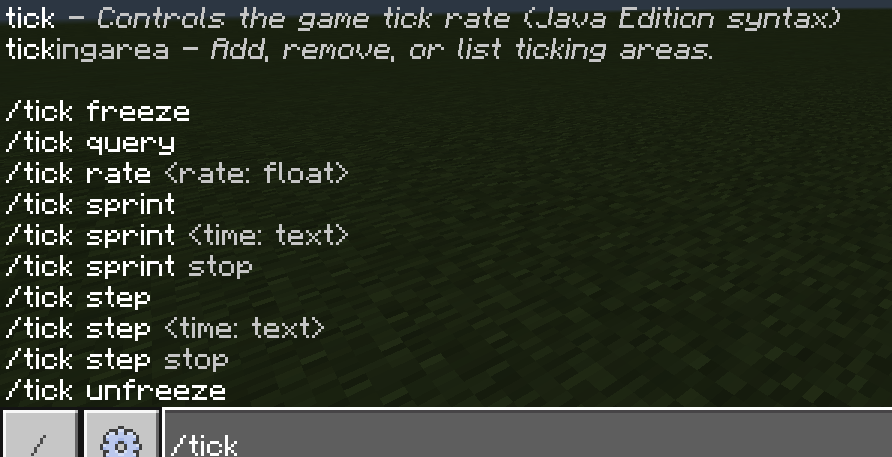 tick - Controls the game tick rate (Java Edition syntax)
tickingarea - Add, remove, or list ticking areas.
/tick freeze
/tick query
/tick rate <rate: float>
/tick sprint
/tick sprint <time: text>
/tick sprint stop
/tick step
/tick step <time: text>
/tick step stop
/tick unfreeze
/ /tick